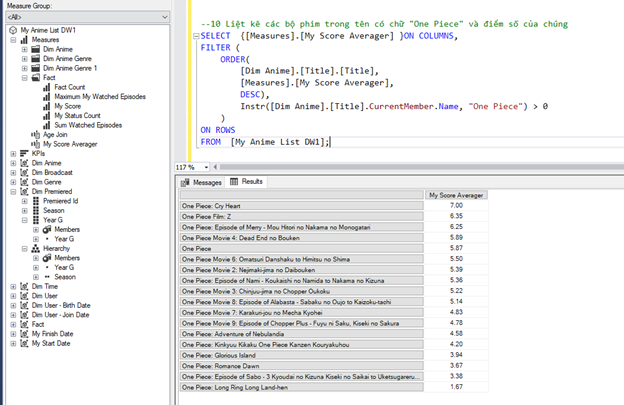 Measure Group:
<All>
My Anime List DW1
Measures
Dim Anime
Dim Anime Genre
Dim Anime Genre 1
Fact
Fact Count
Maximum My Watched Episodes
My Score
My Status Count
Sum Watched Episodes
Age Join
My Score Averager
KPIs
Dim Anime
Dim Broadcast
Dim Genre
Dim Premiered
Premiered Id
Season
Year G
Members
Year G
Hierarchy
Members
Year G
Season
Dim Time
Dim User
Dim User - Birth Date
Dim User - Join Date
Fact
My Finish Date
My Start Date
--10 Liệt kê các bộ phim trong tên có chữ "One Piece" và điểm số của chúng
SELECT {[Measures].[My Score Averager] }ON COLUMNS,
FILTER (
ORDER(
[Dim Anime].[Title].[Title],
[Measures].[My Score Averager],
DESC),
Instr([Dim Anime].[Title].CurrentMember.Name, "One Piece") > 0
)
ON ROWS
FROM [My Anime List DW1];
117 %
Messages Results
My Score Averager
One Piece: Cry Heart 7.00
One Piece Film: Z 6.35
One Piece: Episode of Merry - Mou Hitori no Nakama no Monogatari 6.25
One Piece Movie 4: Dead End no Bouken 5.89
One Piece 5.87
One Piece Movie 6: Omatsuri Danshaku to Himitsu no Shima 5.50
One Piece Movie 2: Nejimaki-jima no Daibouken 5.39
One Piece: Episode of Nami - Koukaishi no Namida to Nakama no Kizuna 5.36
One Piece Movie 3: Chinjuu-jima no Chopper Oukoku 5.22
One Piece Movie 8: Episode of Alabasta - Sabaku no Oujo to Kaizoku-tachi 5.14
One Piece Movie 7: Karakuri-jou no Mecha Kyohei 4.83
One Piece Movie 9: Episode of Chopper Plus - Fuyu ni Saku, Kiseki no Sakura 4.78
One Piece: Adventure of Nebulandia 4.58
One Piece: Kinkyuu Kikaku One Piece Kanzen Kouryakuhou 4.20
One Piece: Glorious Island 3.94
One Piece: Romance Dawn 3.67
One Piece: Episode of Sabo - 3 Kyoudai no Kizuna Kiseki no Saikai to Uketsugareru... 3.38
One Piece: Long Ring Long Land-hen 1.67